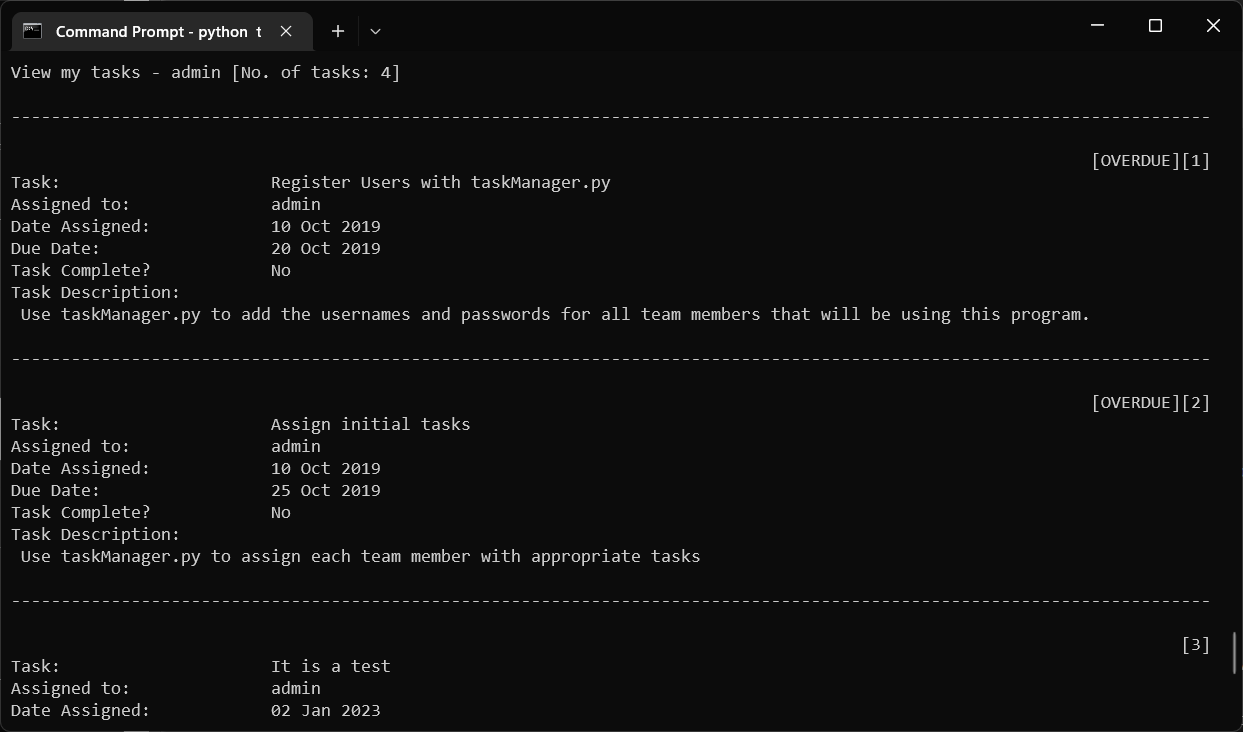 Command Prompt - python t
View my tasks - admin [No. of tasks: 4]
------------------------------------------------------------------------------------------------------------------------
[OVERDUE][1]
Task: Register Users with taskManager.py
Assigned to: admin
Date Assigned: 10 Oct 2019
Due Date: 20 Oct 2019
Task Complete? No
Task Description:
Use taskManager.py to add the usernames and passwords for all team members that will be using this program.
------------------------------------------------------------------------------------------------------------------------
[OVERDUE][2]
Task: Assign initial tasks
Assigned to: admin
Date Assigned: 10 Oct 2019
Due Date: 25 Oct 2019
Task Complete? No
Task Description:
Use taskManager.py to assign each team member with appropriate tasks
------------------------------------------------------------------------------------------------------------------------
[3]
Task: It is a test
Assigned to: admin
Date Assigned: 02 Jan 2023